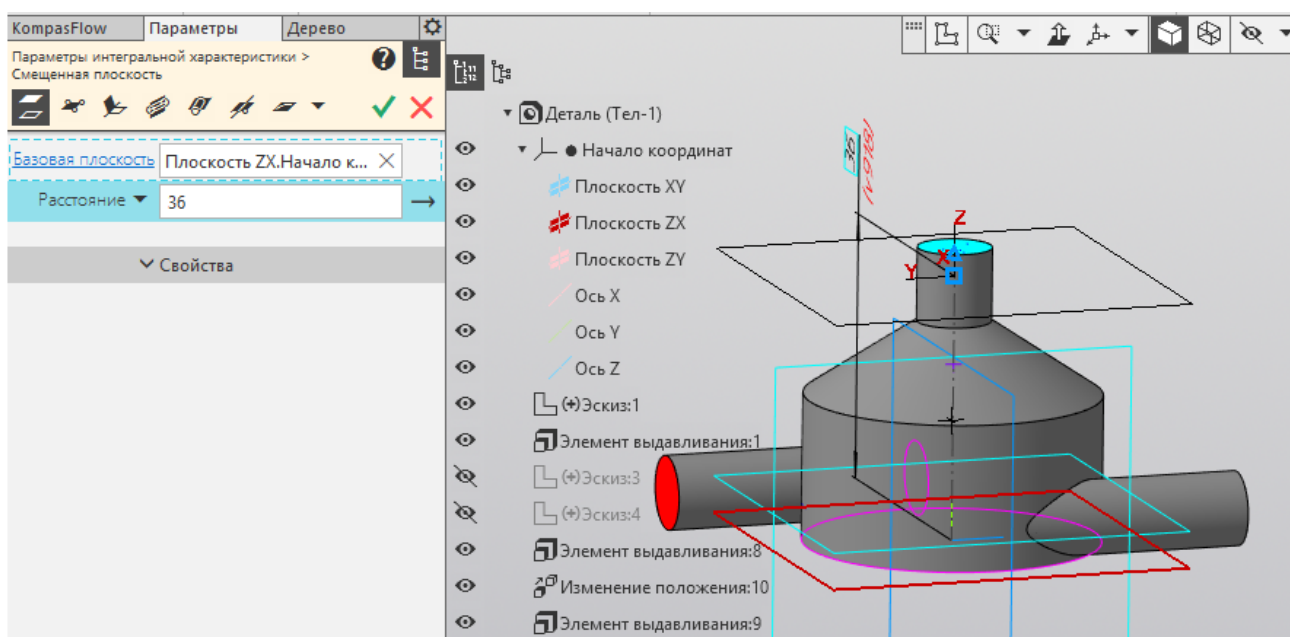 KompasFlow Параметры Дерево
Параметры интегральной характеристики >
Смещенная плоскость
Базовая плоскость Плоскость ZX.Начало к...
Расстояние 36
Свойства
Деталь (Тел-1)
Начало координат
Плоскость XY
Плоскость ZX
Плоскость ZY
Ось X
Ось Y
Ось Z
(+)Эскиз:1
Элемент выдавливания:1
(+)Эскиз:3
(+)Эскиз:4
Элемент выдавливания:8
Изменение положения:10
Элемент выдавливания:9
Z
X
Y